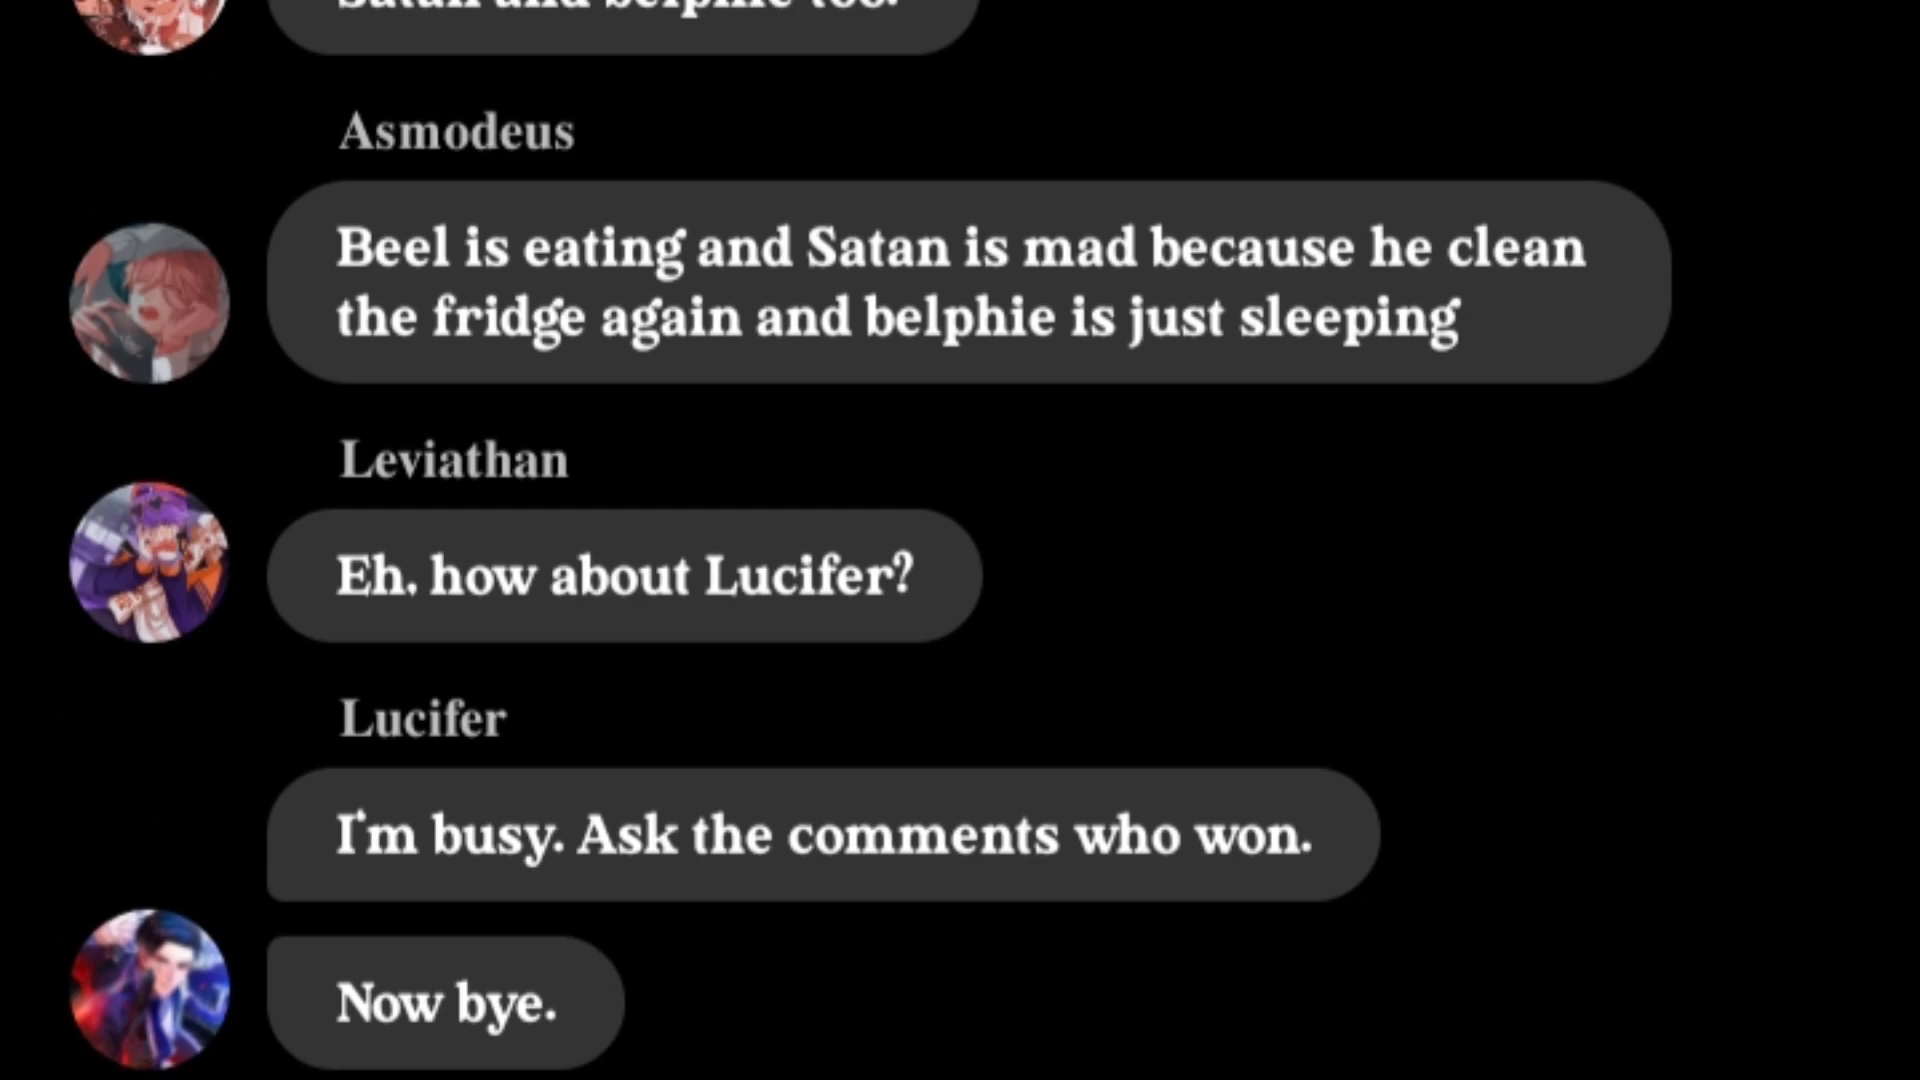 Satan and belphie too.
Asmodeus
Beel is eating and Satan is mad because he clean
the fridge again and belphie is just sleeping
Leviathan
Eh, how about Lucifer?
Lucifer
I'm busy. Ask the comments who won.
Now bye.